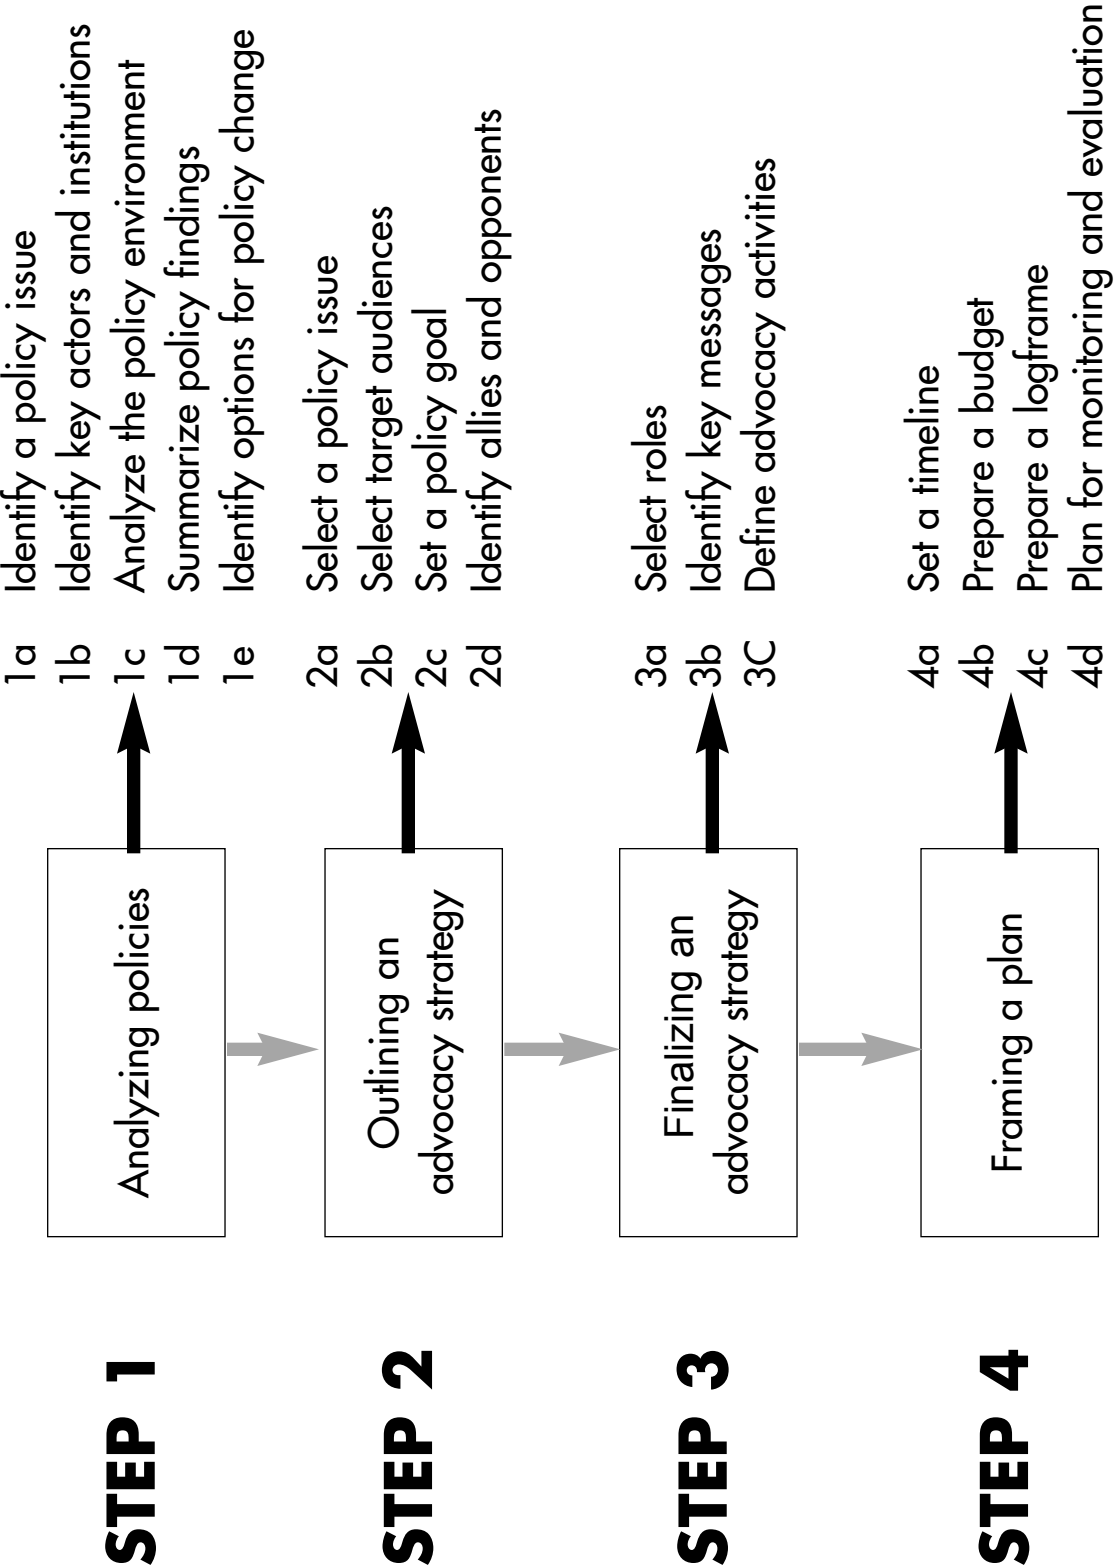 STEP 1
Analyzing policies
1a Identify a policy issue
1b Identify key actors and institutions
1c Analyze the policy environment
1d Summarize policy findings
1e Identify options for policy change
STEP 2
Outlining an
advocacy strategy
2a Select a policy issue
2b Select target audiences
2c Set a policy goal
2d Identify allies and opponents
STEP 3
Finalizing an
advocacy strategy
3a Select roles
3b Identify key messages
3C Define advocacy activities
STEP 4
Framing a plan
4a Set a timeline
4b Prepare a budget
4c Prepare a logframe
4d Plan for monitoring and evaluation